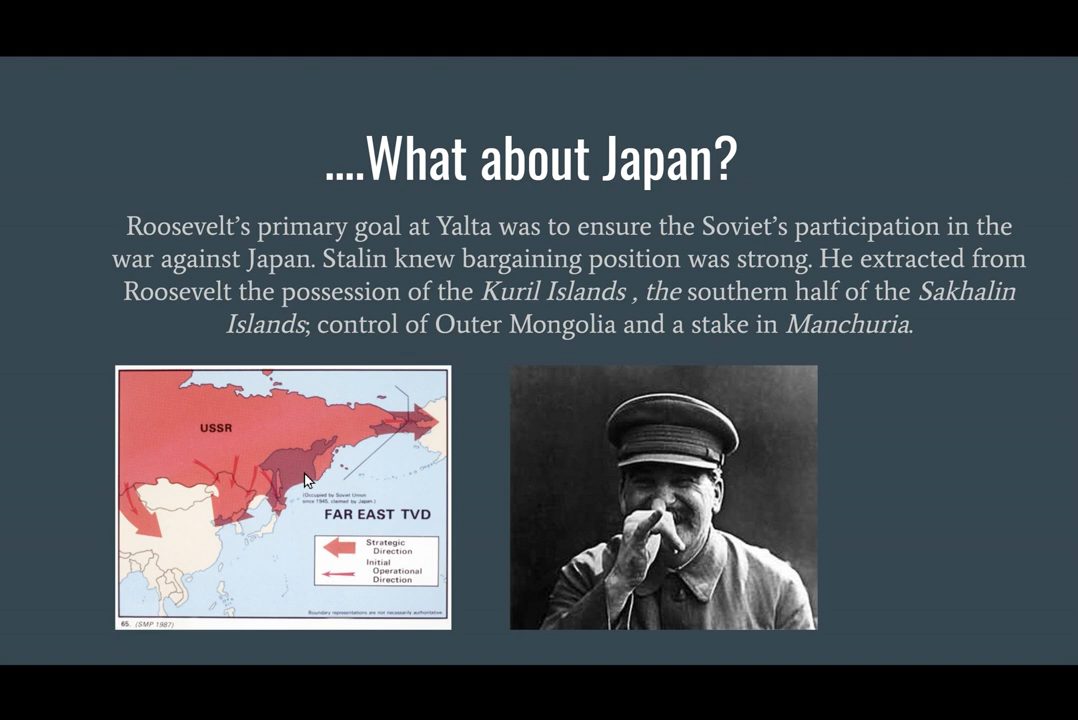 ....What about Japan?
Roosevelt’s primary goal at Yalta was to ensure the Soviet’s participation in the
war against Japan. Stalin knew bargaining position was strong. He extracted from
Roosevelt the possession of the Kuril Islands , the southern half of the Sakhalin
Islands; control of Outer Mongolia and a stake in Manchuria.
USSR
(Occupied by Soviet Union
since 1945, claimed by Japan.)
FAR EAST TVD
Strategic
Direction
Initial
Operational
Direction
Boundary representations are not necessarily authoritative
65. (SMP 1987)